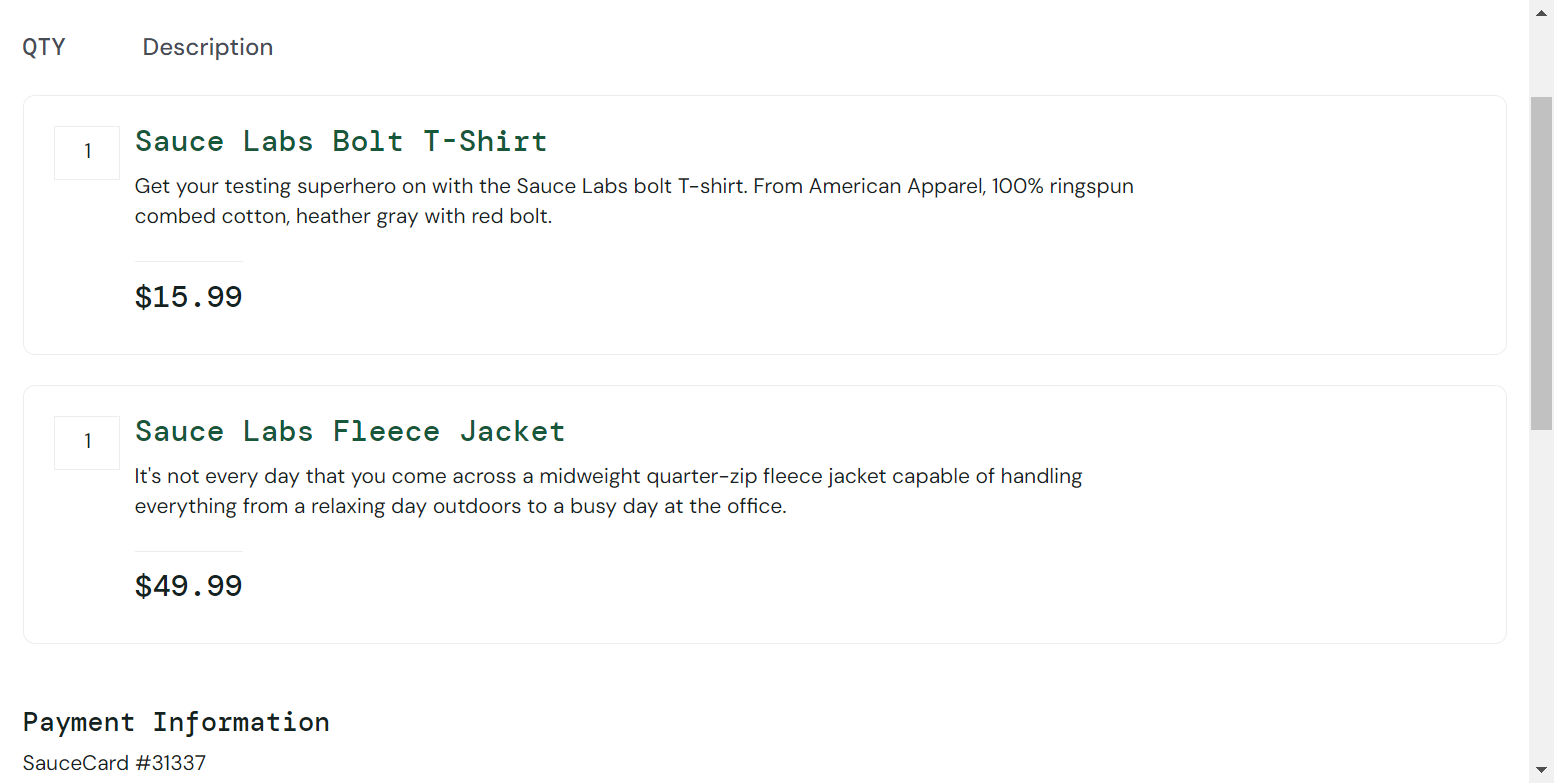 QTY Description
1 Sauce Labs Bolt T-Shirt
Get your testing superhero on with the Sauce Labs bolt T-shirt. From American Apparel, 100% ringspun
combed cotton, heather gray with red bolt.
$15.99
1 Sauce Labs Fleece Jacket
It's not every day that you come across a midweight quarter-zip fleece jacket capable of handling
everything from a relaxing day outdoors to a busy day at the office.
$49.99
Payment Information
SauceCard #31337